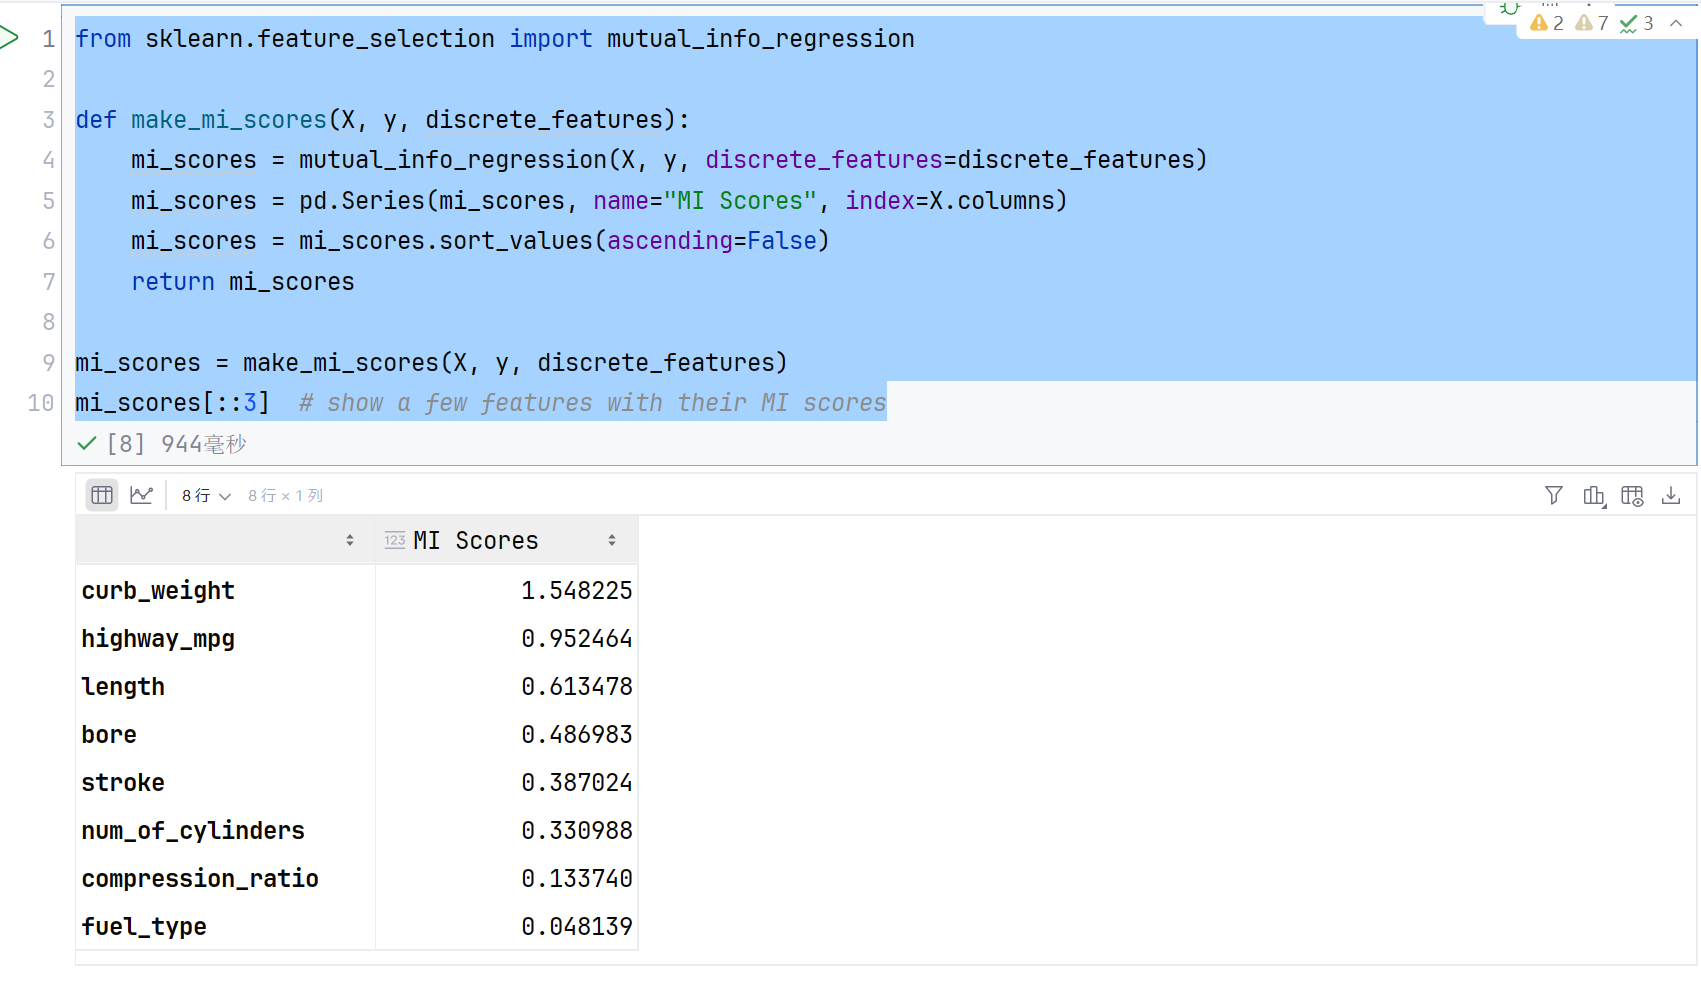 2 7 3
1 from sklearn.feature_selection import mutual_info_regression
2
3 def make_mi_scores(X, y, discrete_features):
4     mi_scores = mutual_info_regression(X, y, discrete_features=discrete_features)
5     mi_scores = pd.Series(mi_scores, name="MI Scores", index=X.columns)
6     mi_scores = mi_scores.sort_values(ascending=False)
7     return mi_scores
8
9 mi_scores = make_mi_scores(X, y, discrete_features)
10 mi_scores[::3]  # show a few features with their MI scores
[8] 944毫秒
8 行 8 行 × 1 列
123 MI Scores
curb_weight 1.548225
highway_mpg 0.952464
length 0.613478
bore 0.486983
stroke 0.387024
num_of_cylinders 0.330988
compression_ratio 0.133740
fuel_type 0.048139